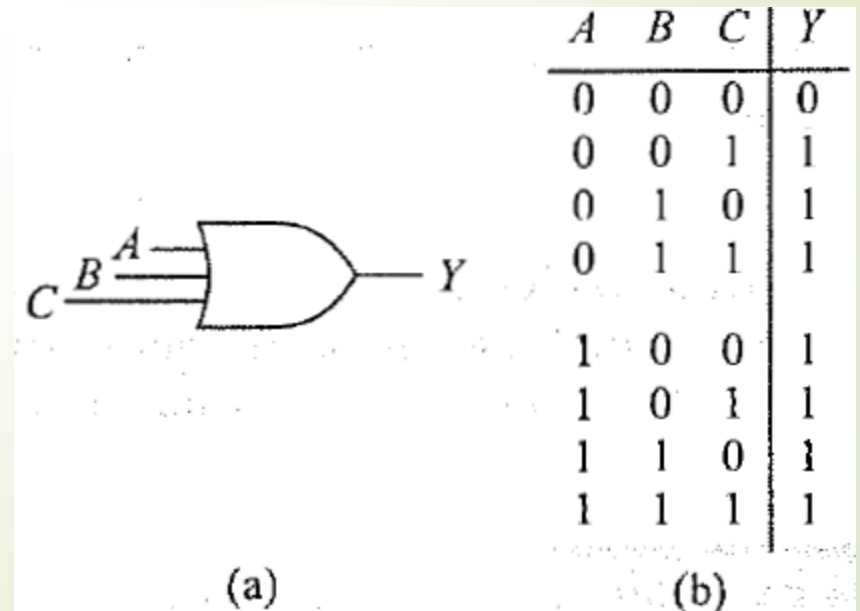 A
B
C
Y
(a)
A B C Y
0 0 0 0
0 0 1 1
0 1 0 1
0 1 1 1
1 0 0 1
1 0 1 1
1 1 0 1
1 1 1 1
(b)